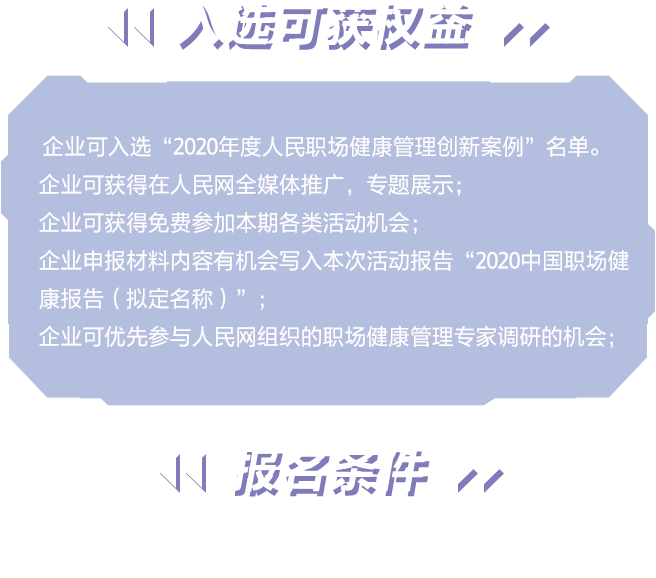 入选可获权益
企业可入选“2020年度人民职场健康管理创新案例”名单。
企业可获得在人民网全媒体推广，专题展示；
企业可获得免费参加本期各类活动机会；
企业申报材料内容有机会写入本次活动报告“2020中国职场健
康报告（拟定名称）”；
企业可优先参与人民网组织的职场健康管理专家调研的机会；
报名条件